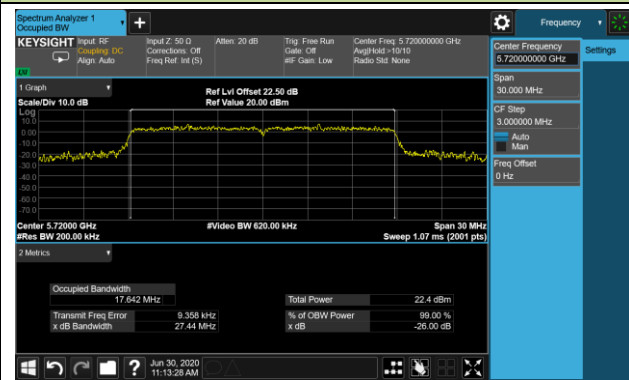 Spectrum Analyzer 1
Occupied BW
Frequency
KEYSIGHT
Input: RF
Coupling: DC
Align: Auto
Input Z: 50 Ω
Corrections: Off
Freq Ref: Int (S)
Atten: 20 dB
Trig: Free Run
Gate: Off
#IF Gain: Low
Center Freq: 5.720000000 GHz
Avg|Hold:>10/10
Radio Std: None
Center Frequency
5.720000000 GHz
Settings
Span
30.000 MHz
CF Step
3.000000 MHz
Auto
Man
Freq Offset
0 Hz
1 Graph
Scale/Div 10.0 dB
Ref Lvl Offset 22.50 dB
Ref Value 20.00 dBm
Log
10.0
0.00
-10.0
-20.0
-30.0
-40.0
-50.0
-60.0
-70.0
Center 5.72000 GHz
#Res BW 200.00 kHz
#Video BW 620.00 kHz
Span 30 MHz
Sweep 1.07 ms (2001 pts)
2 Metrics
Occupied Bandwidth
17.642 MHz
Total Power 22.4 dBm
Transmit Freq Error 9.358 kHz
% of OBW Power 99.00 %
x dB Bandwidth 27.44 MHz
x dB -26.00 dB
Jun 30, 2020
11:13:28 AM